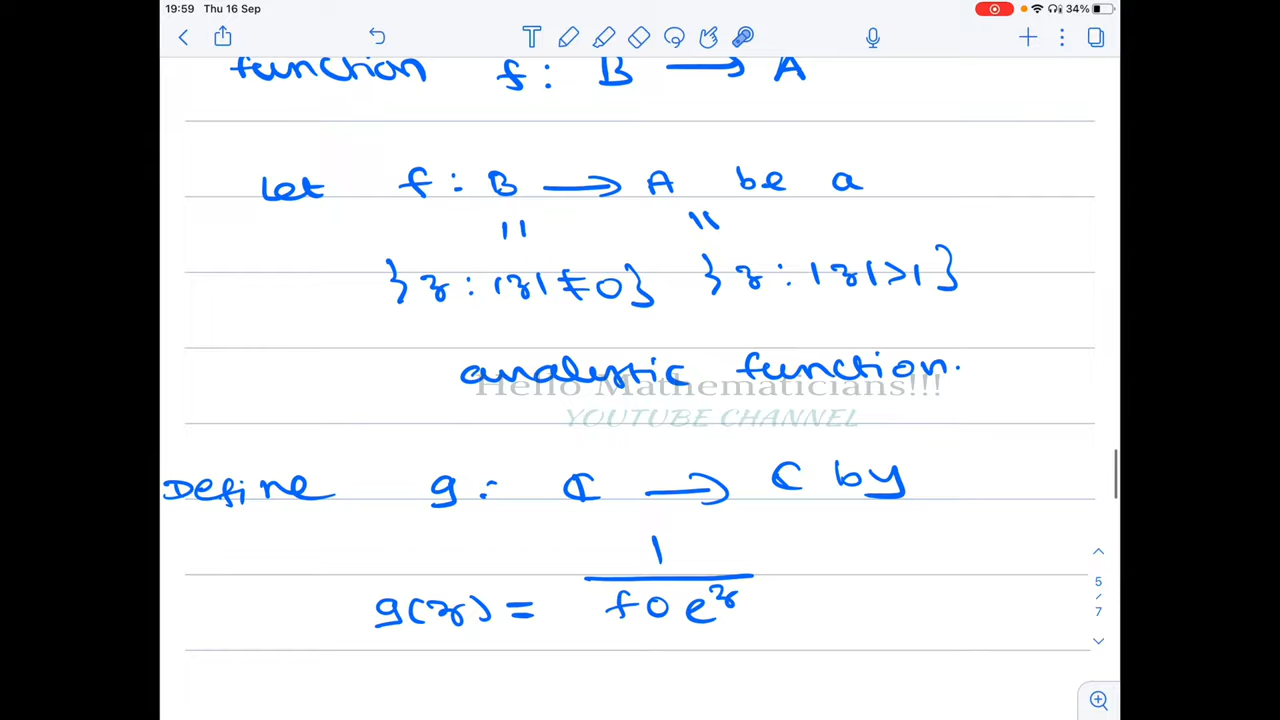 19:59 Thu 16 Sep 34%
function f: B ⟶ A
Let f: B ⟶ A be a
|| ||
{z: |z| ≠ 0} {z: |z| > 1}
analytic function.
Hello Mathematicians!!!
YOUTUBE CHANNEL
Define g: ℂ ⟶ ℂ by
g(z) = 1 / f o e^z
5
7